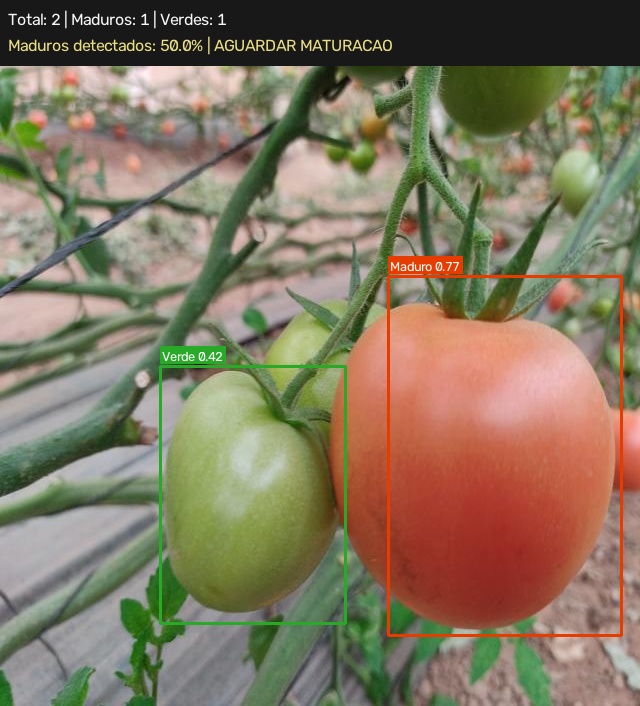 Total: 2 | Maduros: 1 | Verdes: 1
Maduros detectados: 50.0% | AGUARDAR MATURACAO
Maduro 0.77
Verde 0.42